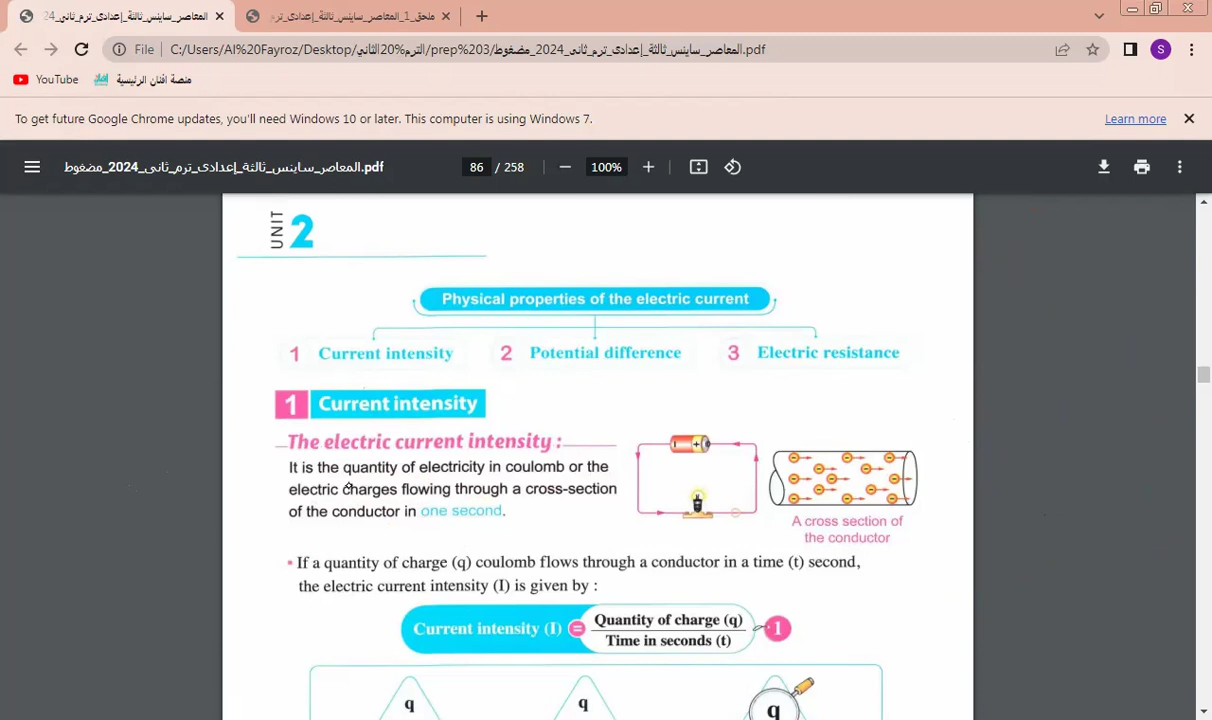 المعاصر_ساينس_ثالثة_إعدادى_ترم_ثانى_24
ملحق_1_المعاصر_ساينس_ثالثة_إعدادى_ترم
File
C:/Users/Al%20Fayroz/Desktop/الترم%20الثاني/prep%203/المعاصر_ساينس_ثالثة_إعدادى_ترم_ثانى_2024_مضغوط.pdf
S
YouTube
منصة اقنان الرئيسية
To get future Google Chrome updates, you'll need Windows 10 or later. This computer is using Windows 7.
Learn more
المعاصر_ساينس_ثالثة_إعدادى_ترم_ثانى_2024_مضغوط.pdf
86 / 258
100%
UNIT 2
Physical properties of the electric current
1 Current intensity
2 Potential difference
3 Electric resistance
1 Current intensity
The electric current intensity :
It is the quantity of electricity in coulomb or the
electric charges flowing through a cross-section
of the conductor in one second.
A cross section of
the conductor
▪ If a quantity of charge (q) coulomb flows through a conductor in a time (t) second,
the electric current intensity (I) is given by :
Current intensity (I) = Quantity of charge (q)
Time in seconds (t)
1
q
q
q